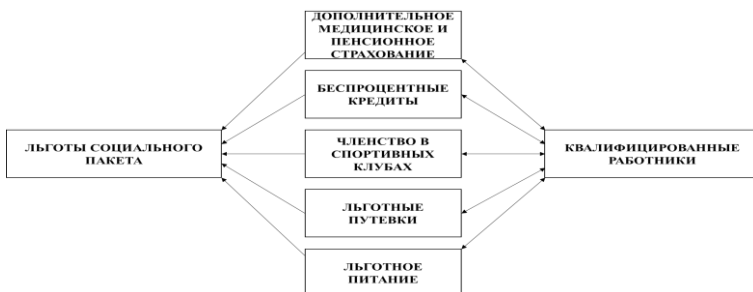 ДОПОЛНИТЕЛЬНОЕ
МЕДИЦИНСКОЕ И
ПЕНСИОННОЕ
СТРАХОВАНИЕ
БЕСПРОЦЕНТНЫЕ
КРЕДИТЫ
ЛЬГОТЫ СОЦИАЛЬНОГО
ПАКЕТА
ЧЛЕНСТВО В
СПОРТИВНЫХ
КЛУБАХ
КВАЛИФИЦИРОВАННЫЕ
РАБОТНИКИ
ЛЬГОТНЫЕ
ПУТЕВКИ
ЛЬГОТНОЕ
ПИТАНИЕ